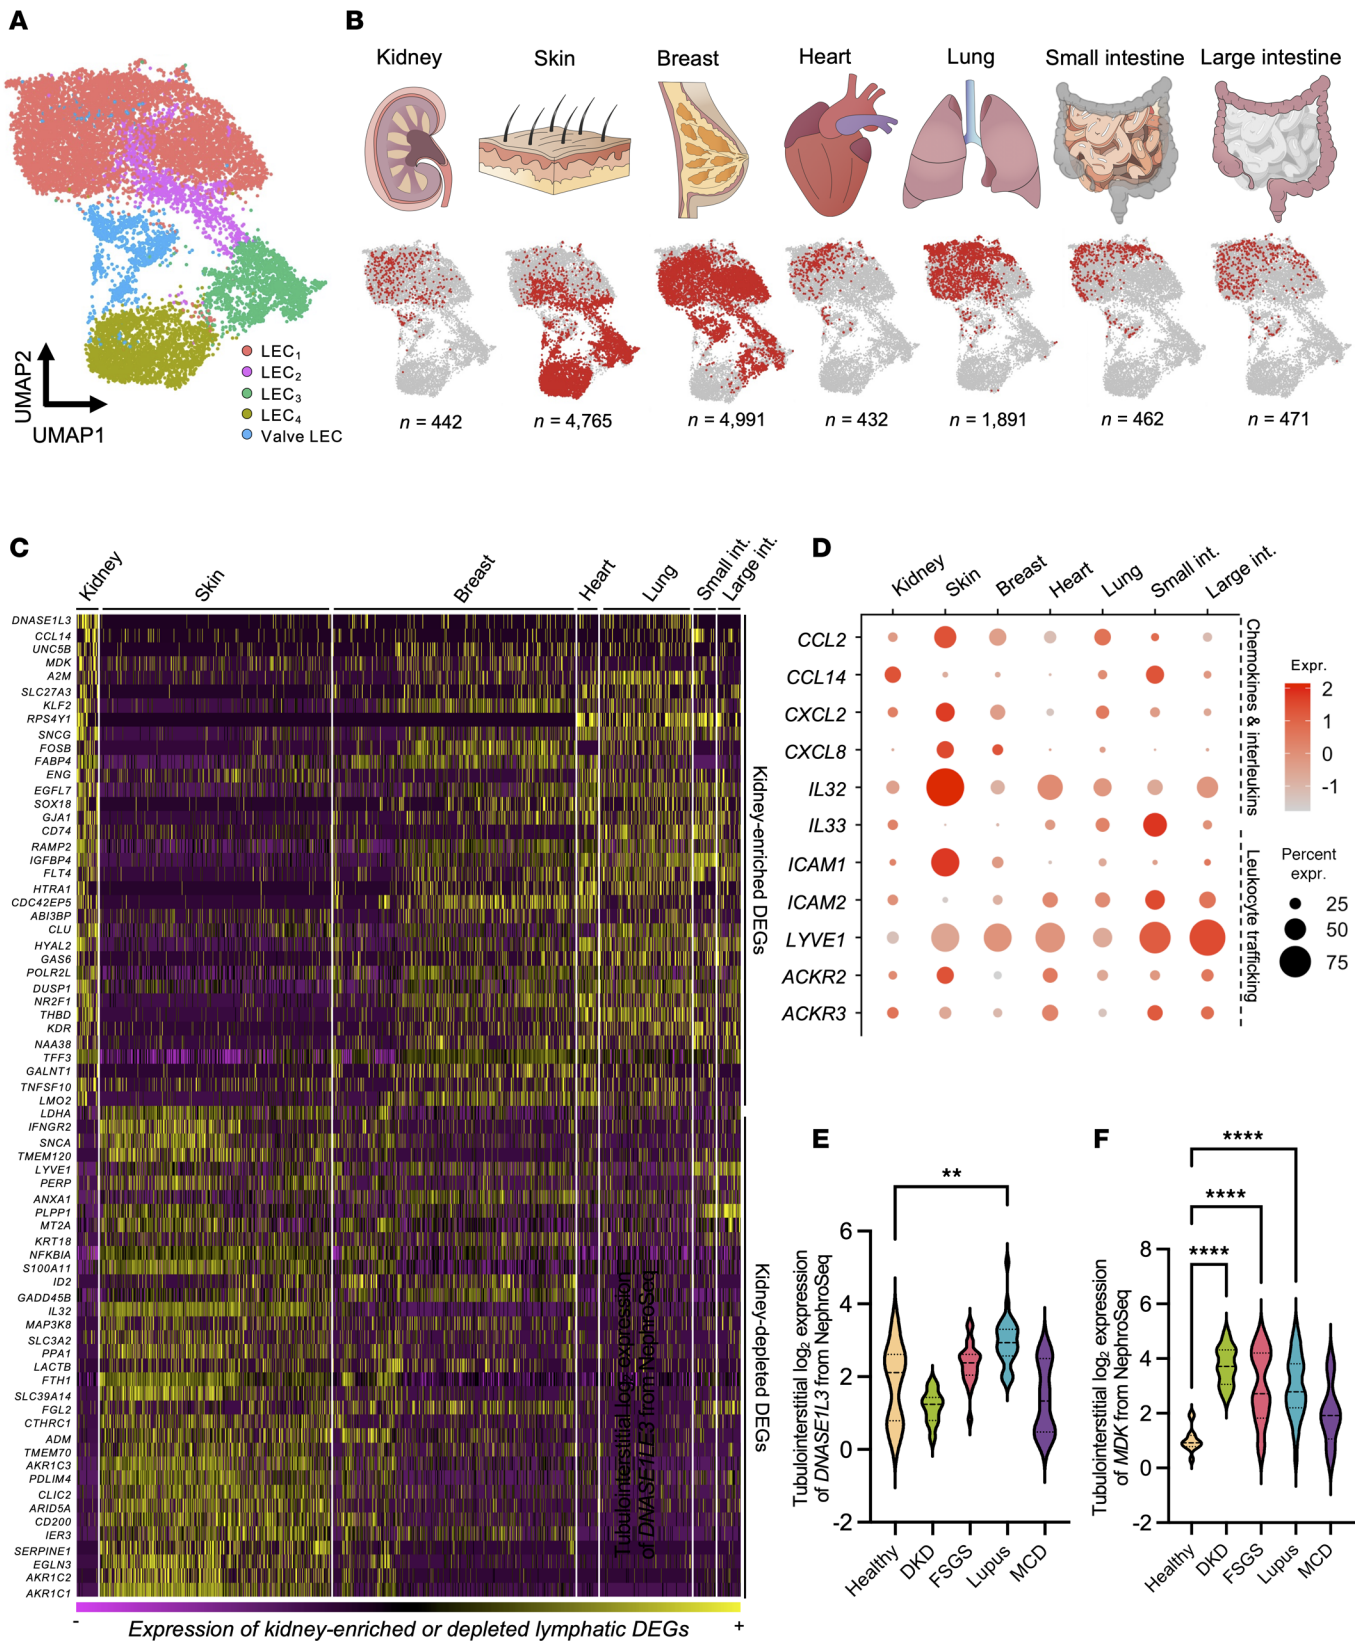 A
UMAP2
UMAP1
LEC1
LEC2
LEC3
LEC4
Valve LEC
B
Kidney
Skin
Breast
Heart
Lung
Small intestine
Large intestine
n = 442
n = 4,765
n = 4,991
n = 432
n = 1,891
n = 462
n = 471
C
Kidney
Skin
Breast
Heart
Lung
Small int.
Large int.
DNASE1L3
CCL14
UNC5B
MDK
A2M
SLC27A3
KLF2
RPS4Y1
SNCG
FOSB
FABP4
ENG
EGFL7
SOX18
GJA1
CD74
RAMP2
IGFBP4
FLT4
HTRA1
CDC42EP5
ABI3BP
CLU
HYAL2
GAS6
POLR2L
DUSP1
NR2F1
THBD
KDR
NAA38
TFF3
GALNT1
TNFSF10
LMO2
LDHA
IFNGR2
SNCA
TMEM120
LYVE1
PERP
ANXA1
PLPP1
MT2A
KRT18
NFKBIA
S100A11
ID2
GADD45B
IL32
MAP3K8
SLC3A2
PPA1
LACTB
FTH1
SLC39A14
FGL2
CTHRC1
ADM
TMEM70
AKR1C3
PDLIM4
CLIC2
ARID5A
CD200
IER3
SERPINE1
EGLN3
AKR1C2
AKR1C1
Kidney-enriched DEGs
Kidney-depleted DEGs
Tubulointerstitial log2 expression
of DNASE1LE3 from NephroSeq
-
Expression of kidney-enriched or depleted lymphatic DEGs
+
D
Kidney
Skin
Breast
Heart
Lung
Small int.
Large int.
CCL2
CCL14
CXCL2
CXCL8
IL32
IL33
ICAM1
ICAM2
LYVE1
ACKR2
ACKR3
Chemokines & interleukins
Leukocyte trafficking
Expr.
2
1
0
-1
Percent
expr.
25
50
75
E
**
Tubulointerstitial log2 expression
of DNASE1L3 from NephroSeq
6
4
2
0
-2
Healthy
DKD
FSGS
Lupus
MCD
F
****
****
****
Tubulointerstitial log2 expression
of MDK from NephroSeq
8
6
4
2
0
-2
Healthy
DKD
FSGS
Lupus
MCD